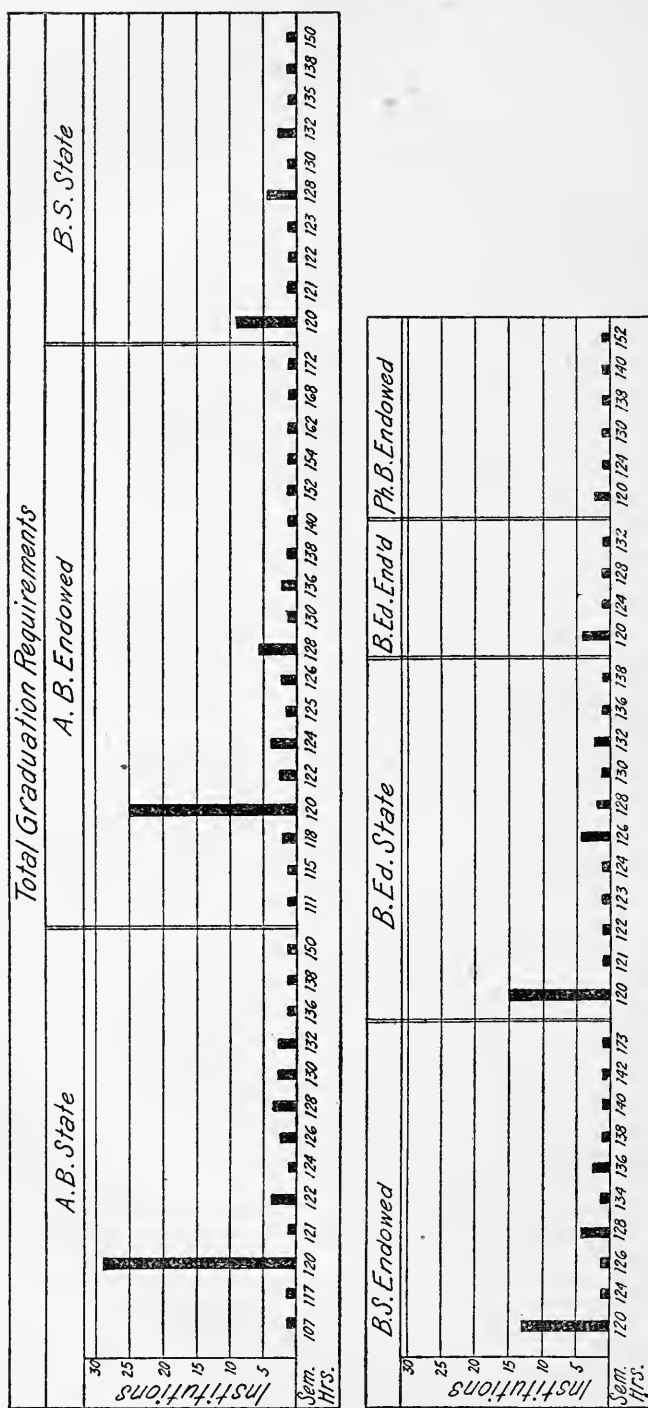 Total Graduation Requirements
A.B. State
A.B. Endowed
B.S. State
30
25
20
15
10
5
Institutions
Sem. Hrs.
107 117 120 121 122 124 126 128 130 132 136 138 150
111 115 118 120 122 124 125 126 128 130 136 138 140 152 154 162 168 172
120 121 122 123 128 130 132 135 138 150
B.S. Endowed
B.Ed. State
B.Ed. End'd
Ph.B. Endowed
30
25
20
15
10
5
Institutions
Sem. Hrs.
120 124 126 128 134 136 138 140 142 173
120 121 122 123 124 126 128 130 132 136 138
120 124 128 132
120 124 130 138 140 152